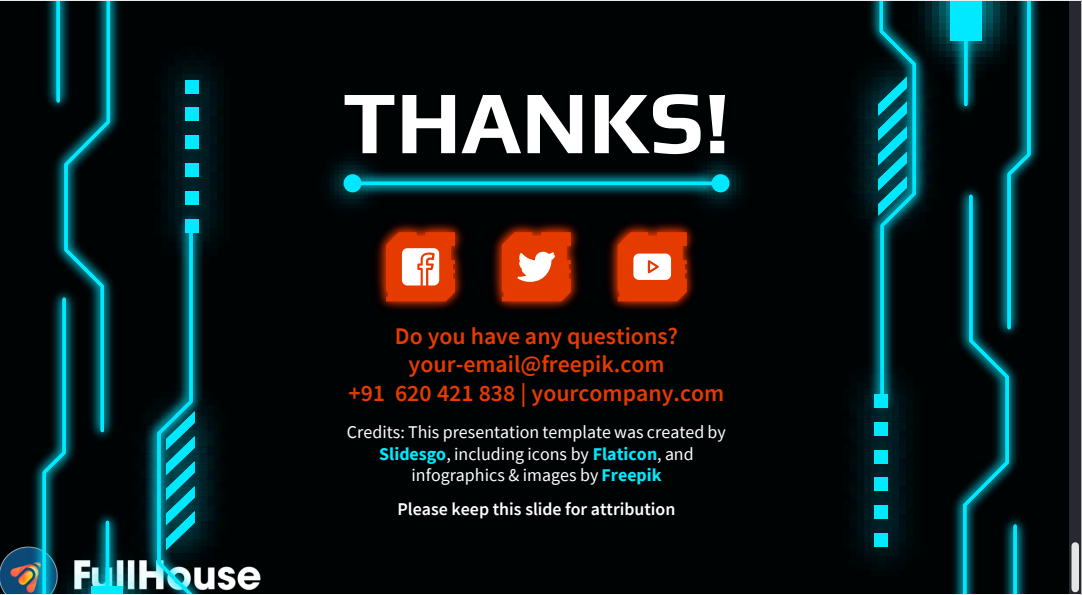 THANKS!
Do you have any questions?
your-email@freepik.com
+91  620 421 838 | yourcompany.com
Credits: This presentation template was created by
Slidesgo, including icons by Flaticon, and
infographics & images by Freepik
Please keep this slide for attribution
FullHouse